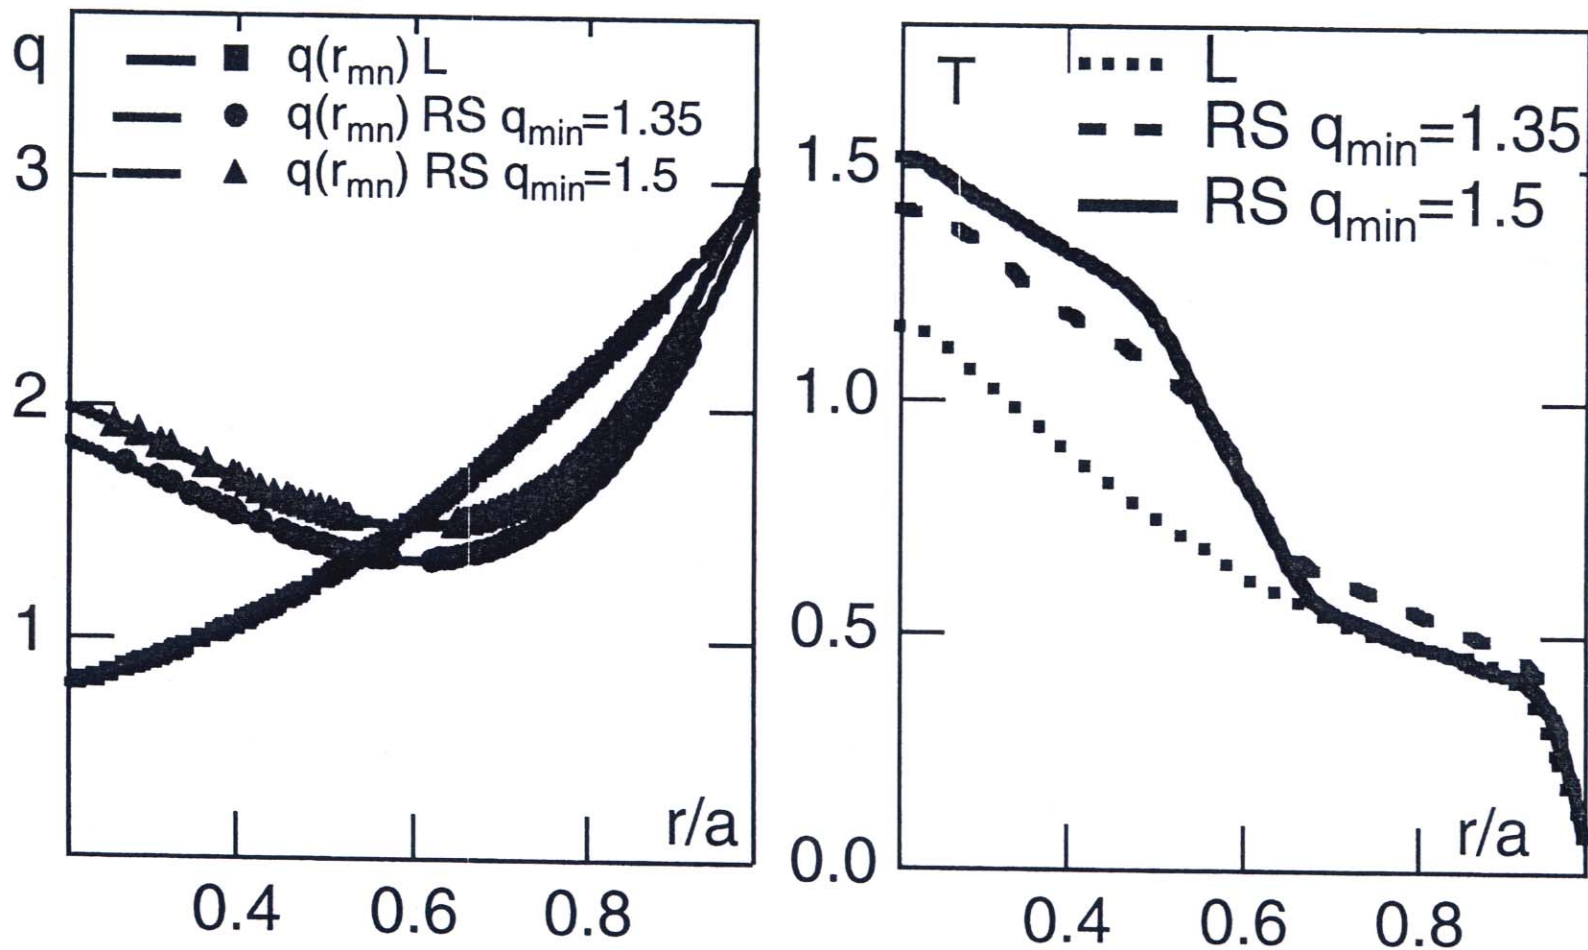 q
q(rmn) L
q(rmn) RS qmin=1.35
q(rmn) RS qmin=1.5
3
2
1
r/a
0.4 0.6 0.8
T
L
RS qmin=1.35
RS qmin=1.5
1.5
1.0
0.5
0.0
r/a
0.4 0.6 0.8